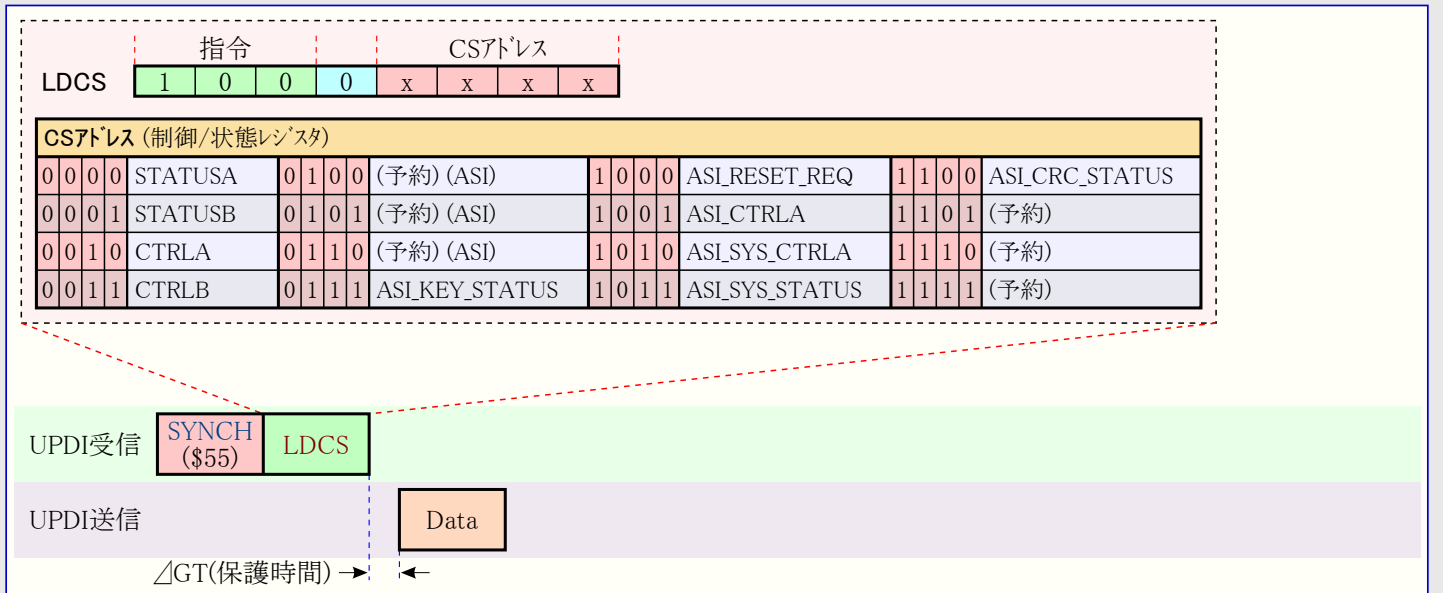 指令 CSアドレス
LDCS 1 0 0 0 x x x x
CSアドレス (制御/状態レジスタ)
0 0 0 0 STATUSA 0 1 0 0 (予約) (ASI) 1 0 0 0 ASI_RESET_REQ 1 1 0 0 ASI_CRC_STATUS
0 0 0 1 STATUSB 0 1 0 1 (予約) (ASI) 1 0 0 1 ASI_CTRLA 1 1 0 1 (予約)
0 0 1 0 CTRLA 0 1 1 0 (予約) (ASI) 1 0 1 0 ASI_SYS_CTRLA 1 1 1 0 (予約)
0 0 1 1 CTRLB 0 1 1 1 ASI_KEY_STATUS 1 0 1 1 ASI_SYS_STATUS 1 1 1 1 (予約)
UPDI受信 SYNCH LDCS
($55)
UPDI送信 Data
⊿GT(保護時間)